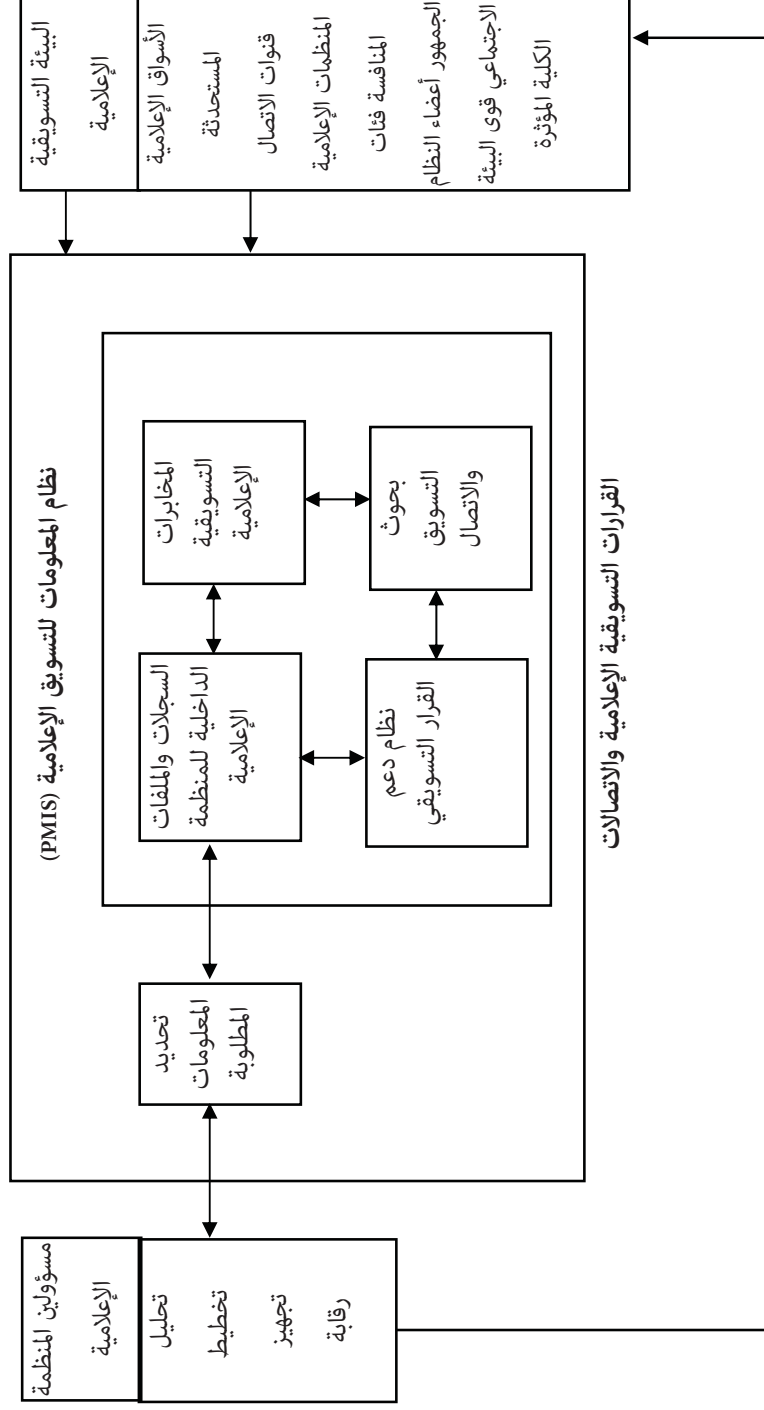 نظام المعلومات للتسويق الإعلامية (PMIS)
البيئة التسويقية
الإعلامية
الأسواق الإعلامية
المستحدثة
قنوات الاتصال
المنظمات الإعلامية
المنافسة فئات
الجمهور أعضاء النظام
الاجتماعي قوى البيئة
الكلية المؤثرة
المخابرات
التسويقية
الإعلامية
بحوث
التسويق
والاتصال
السجلات والملفات
الداخلية للمنظمة
الإعلامية
نظام دعم
القرار التسويقي
تحديد
المعلومات
المطلوبة
مسؤولين المنظمة
الإعلامية
تحليل
تخطيط
تجهيز
رقابة
القرارات التسويقية الإعلامية والاتصالات